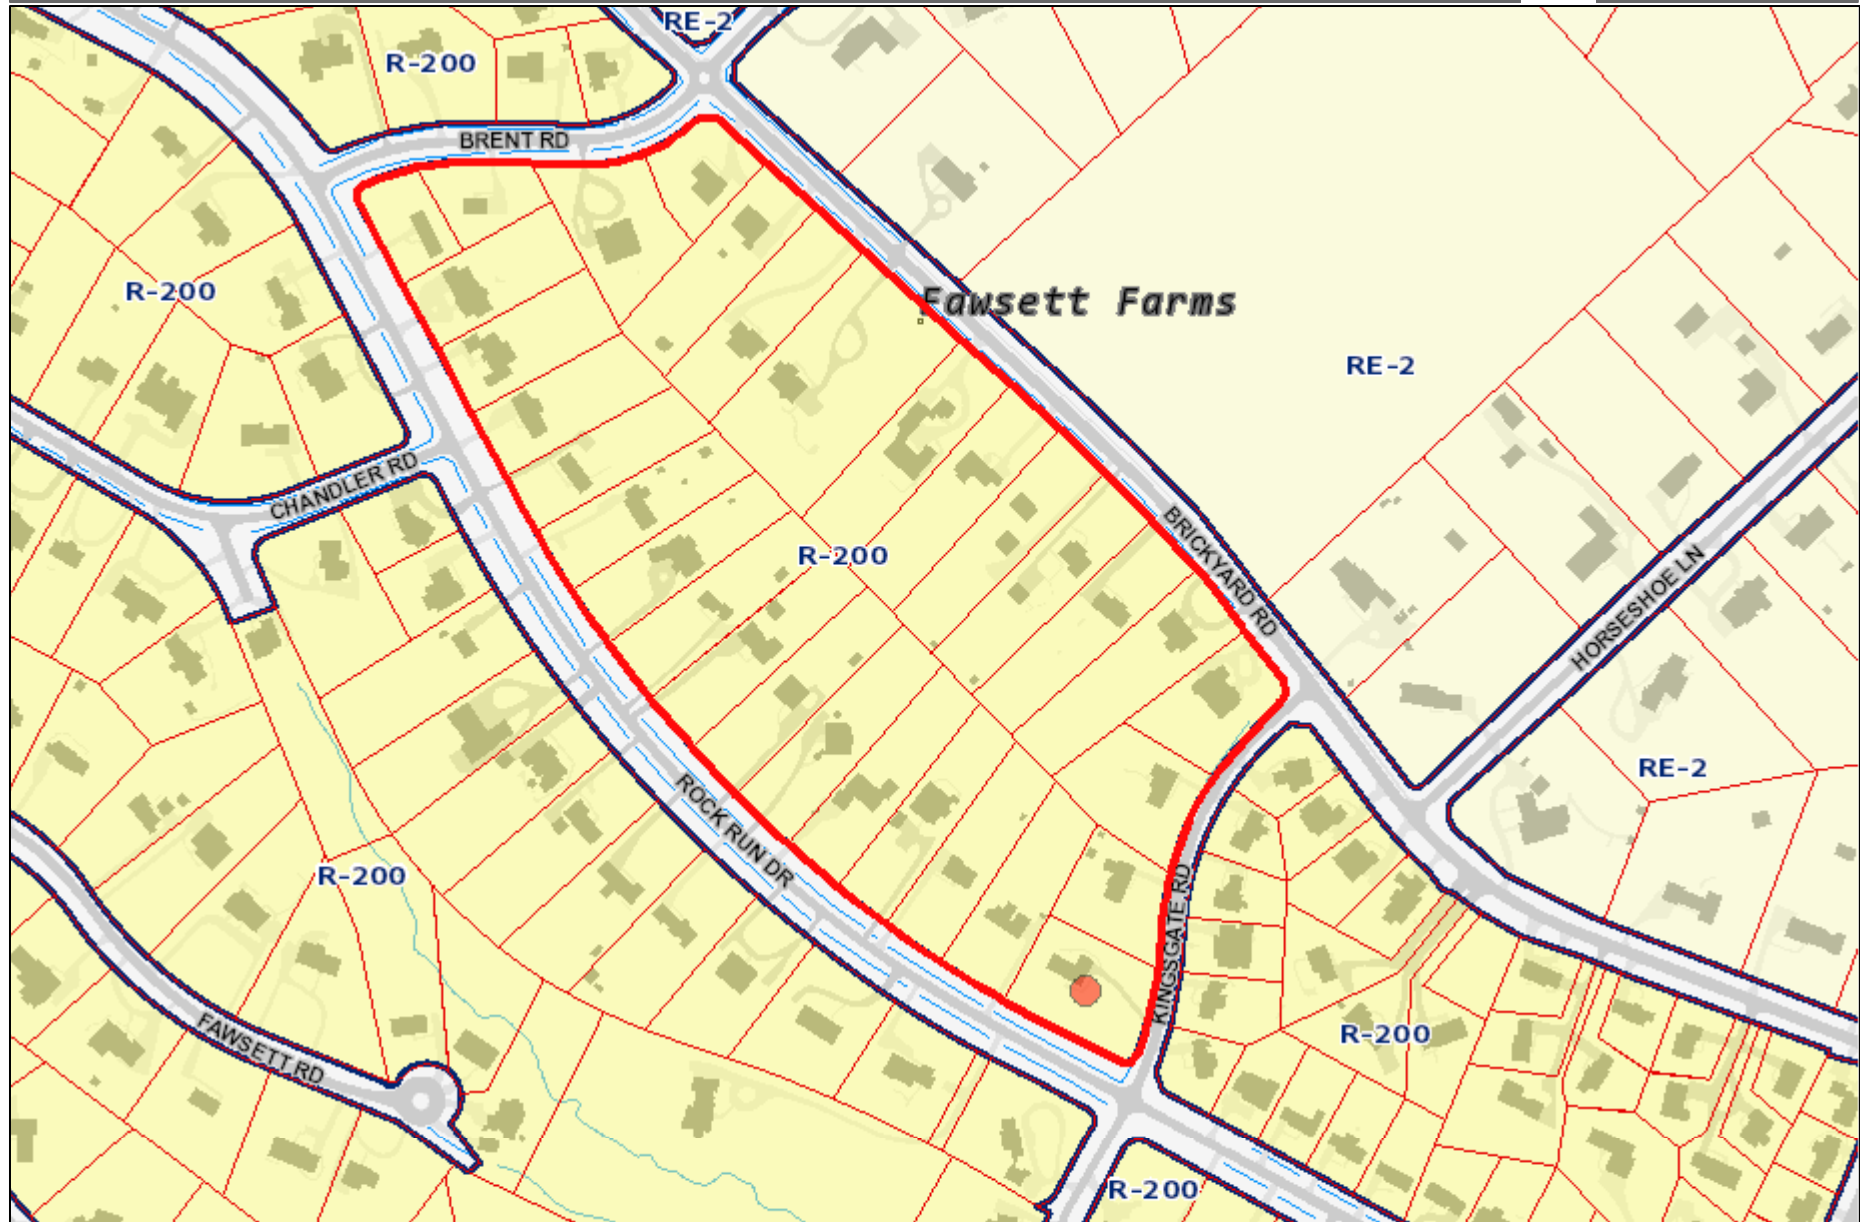 RE-2
R-200
BRENT RD
R-200
Fawsett Farms
RE-2
CHANDLER RD
R-200
BRICKYARD RD
HORSESHOE LN
RE-2
ROCK RUN DR
R-200
KINGSGATE RD
R-200
FAWSETT RD
R-200